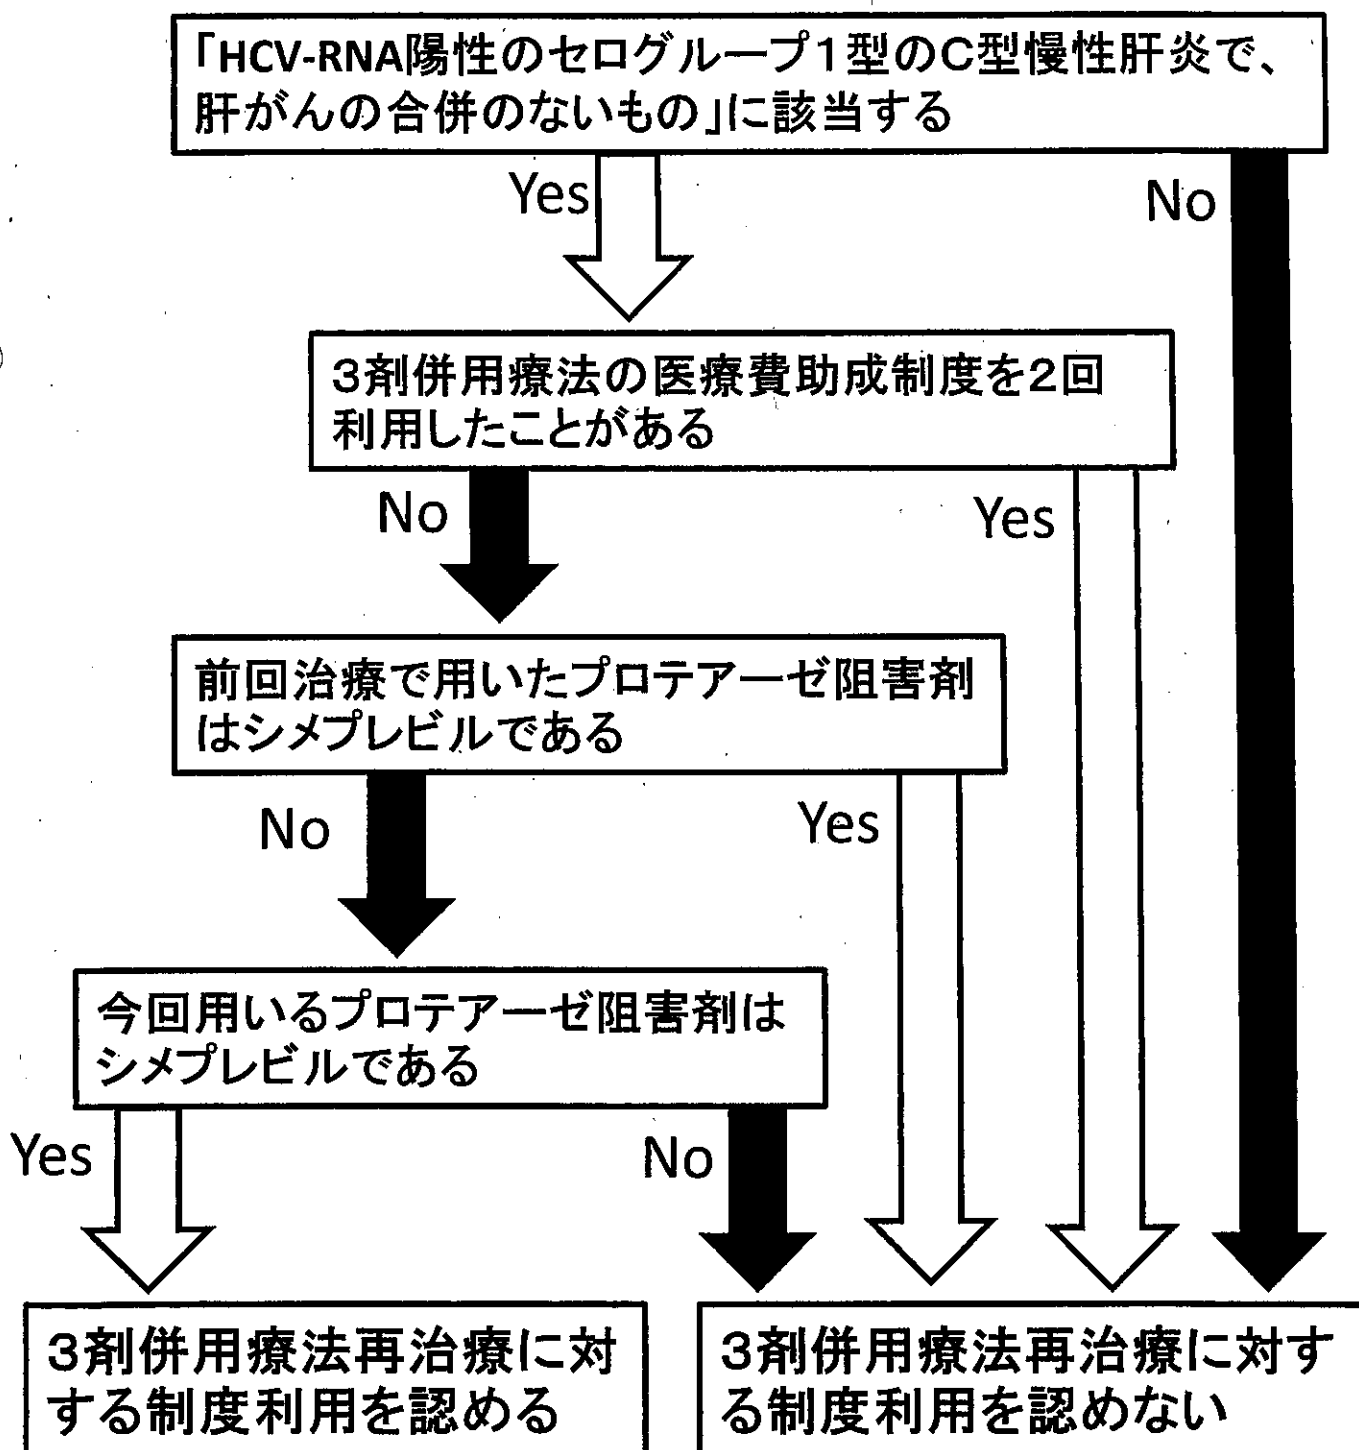 「HCV-RNA陽性のセログループ1型のC型慢性肝炎で、
肝がんの合併のないもの」に該当する
Yes
No
3剤併用療法の医療費助成制度を2回
利用したことがある
No
Yes
前回治療で用いたプロテアーゼ阻害剤
はシメプレビルである
No
Yes
今回用いるプロテアーゼ阻害剤は
シメプレビルである
Yes
No
3剤併用療法再治療に対
する制度利用を認める
3剤併用療法再治療に対す
る制度利用を認めない